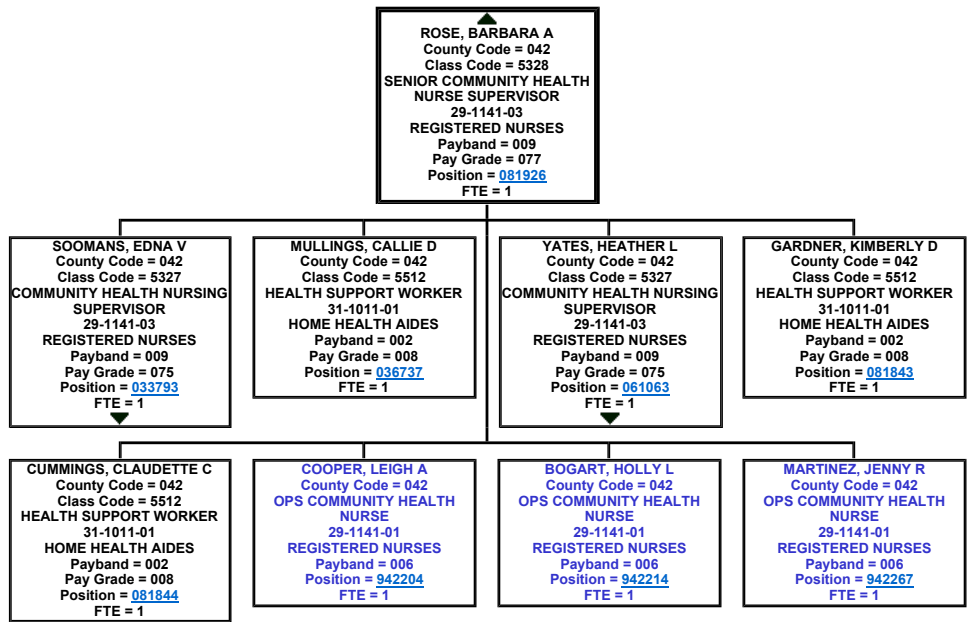 ROSE, BARBARA A
County Code = 042
Class Code = 5328
SENIOR COMMUNITY HEALTH
NURSE SUPERVISOR
29-1141-03
REGISTERED NURSES
Payband = 009
Pay Grade = 077
Position = 081926
FTE = 1
SOOMANS, EDNA V
County Code = 042
Class Code = 5327
COMMUNITY HEALTH NURSING
SUPERVISOR
29-1141-03
REGISTERED NURSES
Payband = 009
Pay Grade = 075
Position = 033793
FTE = 1
MULLINGS, CALLIE D
County Code = 042
Class Code = 5512
HEALTH SUPPORT WORKER
31-1011-01
HOME HEALTH AIDES
Payband = 002
Pay Grade = 008
Position = 036737
FTE = 1
YATES, HEATHER L
County Code = 042
Class Code = 5327
COMMUNITY HEALTH NURSING
SUPERVISOR
29-1141-03
REGISTERED NURSES
Payband = 009
Pay Grade = 075
Position = 061063
FTE = 1
GARDNER, KIMBERLY D
County Code = 042
Class Code = 5512
HEALTH SUPPORT WORKER
31-1011-01
HOME HEALTH AIDES
Payband = 002
Pay Grade = 008
Position = 081843
FTE = 1
CUMMINGS, CLAUDETTE C
County Code = 042
Class Code = 5512
HEALTH SUPPORT WORKER
31-1011-01
HOME HEALTH AIDES
Payband = 002
Pay Grade = 008
Position = 081844
FTE = 1
COOPER, LEIGH A
County Code = 042
OPS COMMUNITY HEALTH
NURSE
29-1141-01
REGISTERED NURSES
Payband = 006
Position = 942204
FTE = 1
BOGART, HOLLY L
County Code = 042
OPS COMMUNITY HEALTH
NURSE
29-1141-01
REGISTERED NURSES
Payband = 006
Position = 942214
FTE = 1
MARTINEZ, JENNY R
County Code = 042
OPS COMMUNITY HEALTH
NURSE
29-1141-01
REGISTERED NURSES
Payband = 006
Position = 942267
FTE = 1